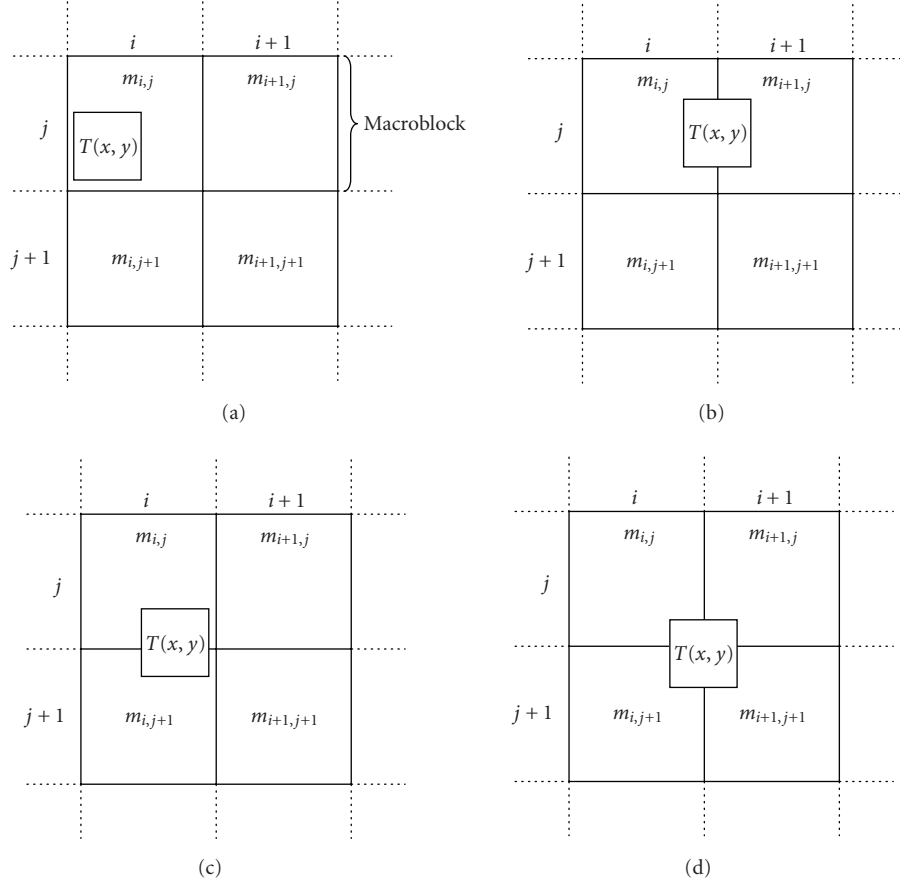 i i + 1
m_{i,j} m_{i+1,j}
j T(x, y) Macroblock
j + 1 m_{i,j+1} m_{i+1,j+1}
(a)
i i + 1
m_{i,j} m_{i+1,j}
j T(x, y)
j + 1 m_{i,j+1} m_{i+1,j+1}
(b)
i i + 1
m_{i,j} m_{i+1,j}
j
T(x, y)
j + 1 m_{i,j+1} m_{i+1,j+1}
(c)
i i + 1
m_{i,j} m_{i+1,j}
j
T(x, y)
j + 1 m_{i,j+1} m_{i+1,j+1}
(d)